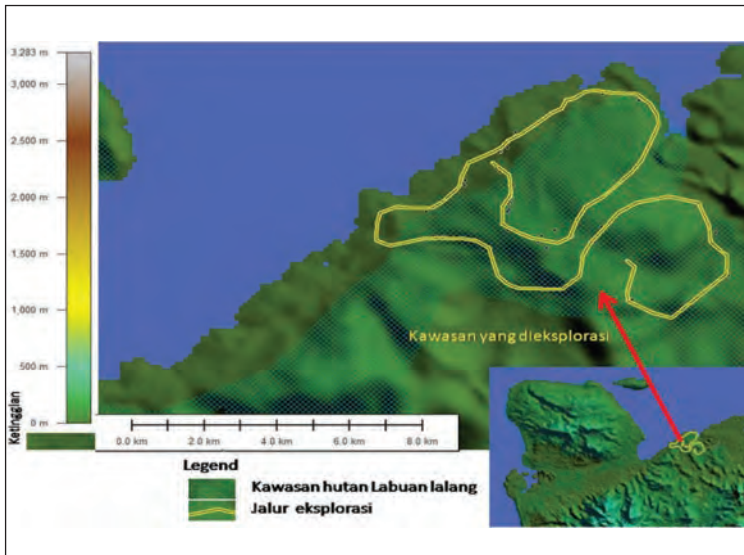 3,283 m
3,000 m
2,500 m
2,000 m
1,500 m
1,000 m
500 m
0 m
Ketinggian
Kawasan yang dieksplorasi
0.0 km 2.0 km 4.0 km 6.0 km 8.0 km
Legend
Kawasan hutan Labuan lalang
Jalur eksplorasi